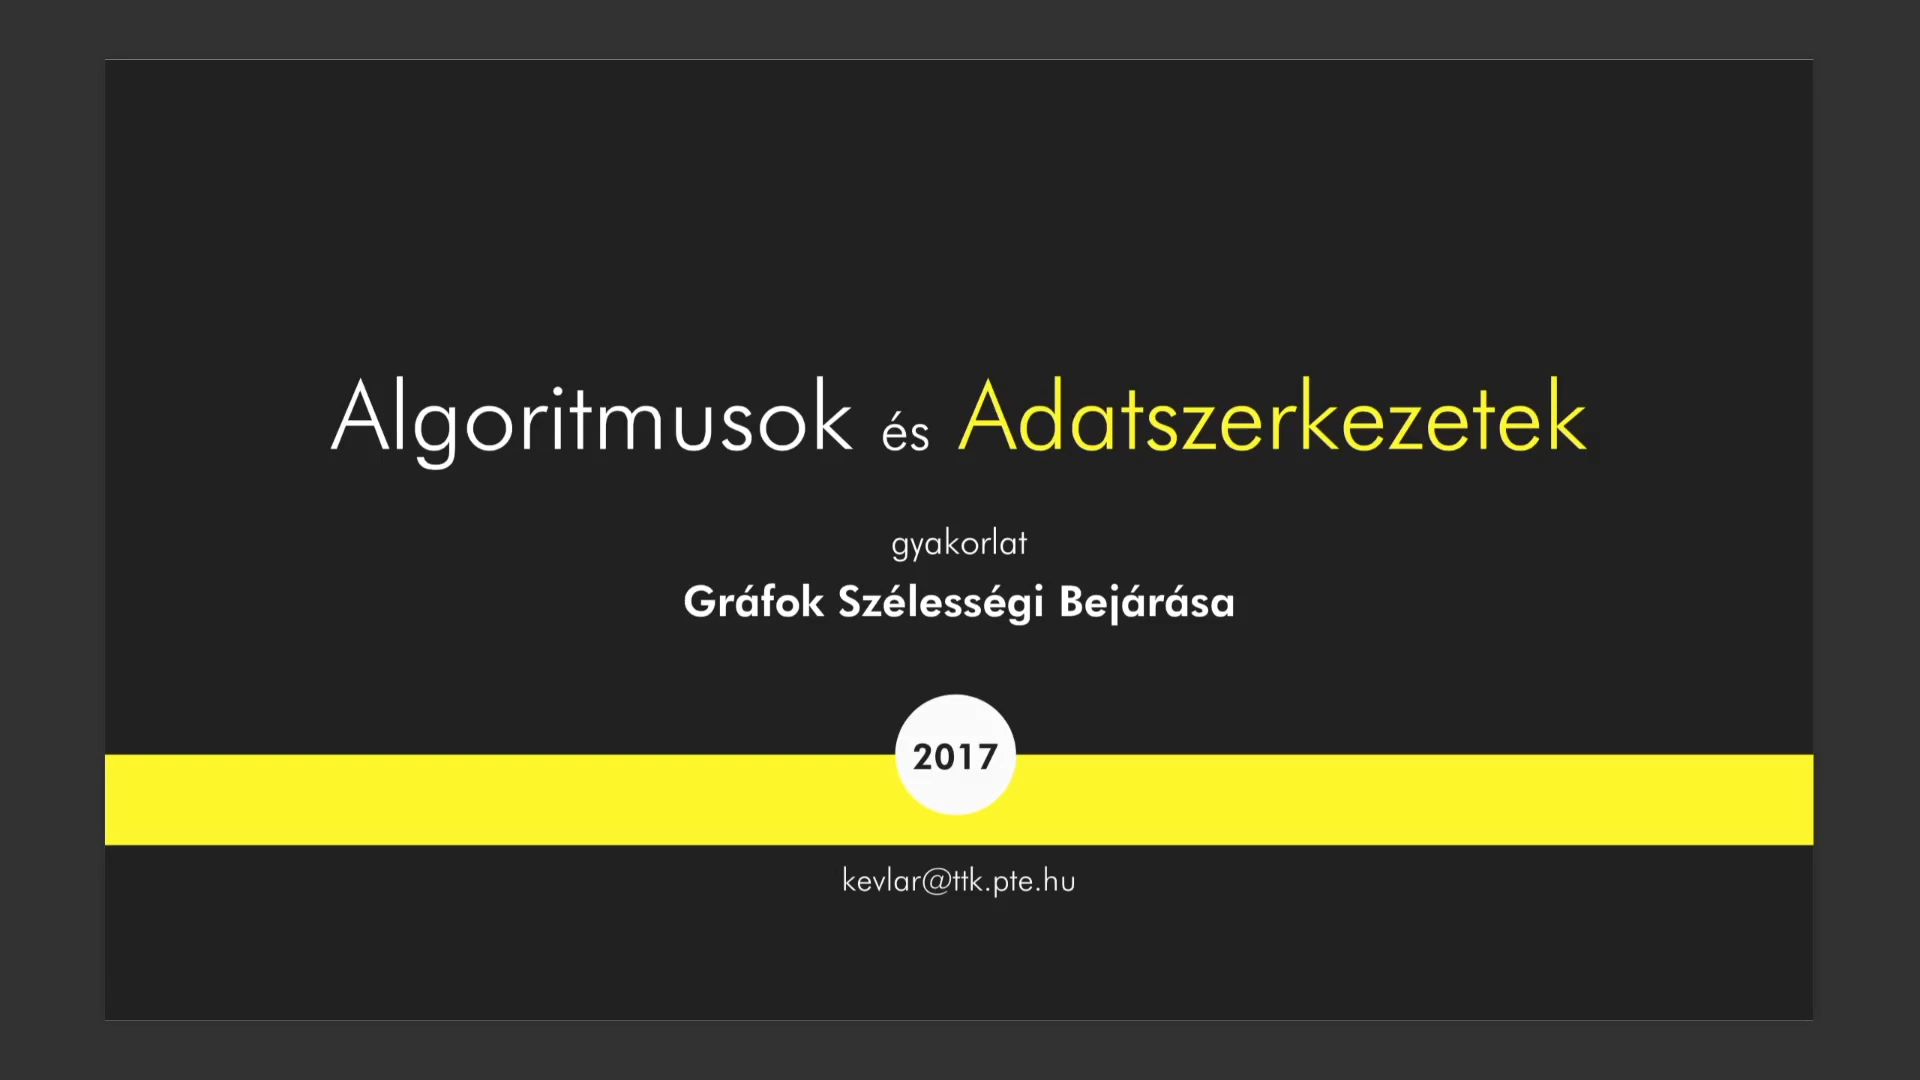 Algoritmusok és Adatszerkezetek
gyakorlat
Gráfok Szélességi Bejárása
2017
kevlar@ttk.pte.hu